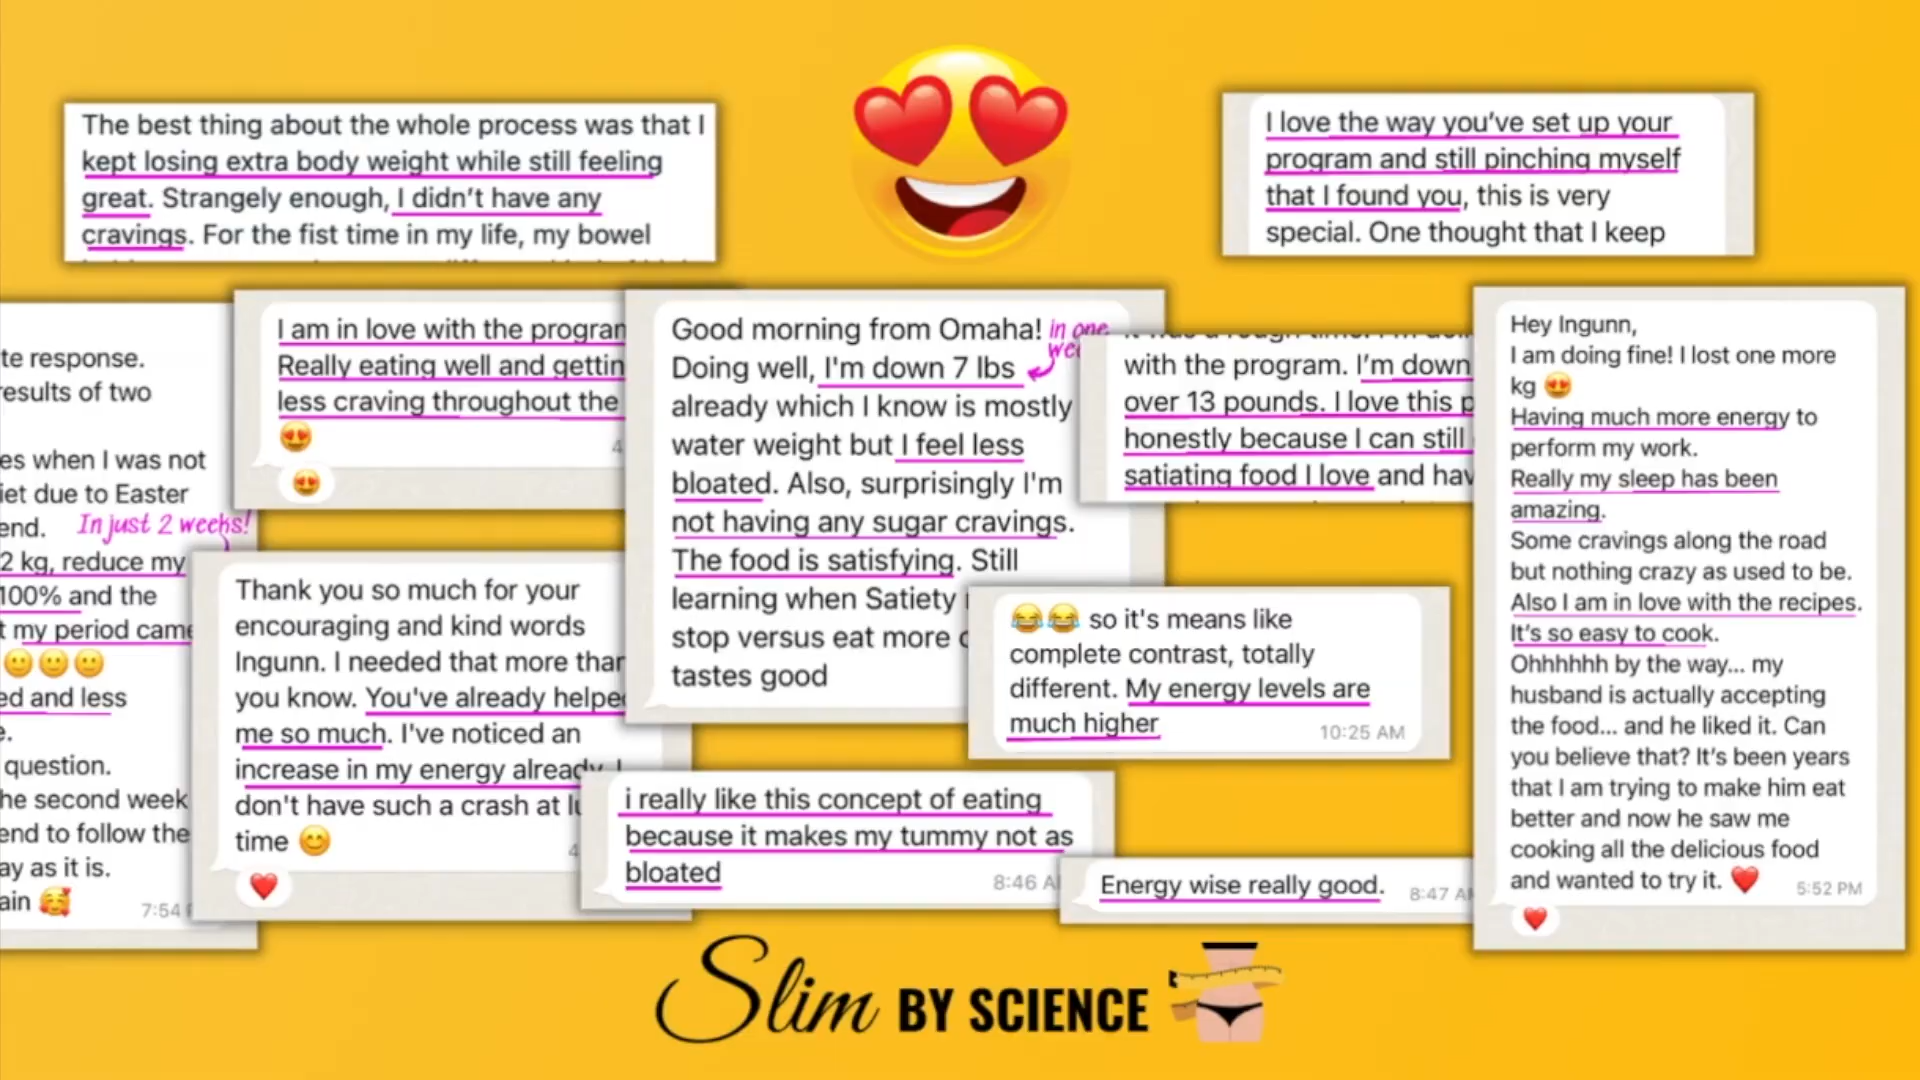 The best thing about the whole process was that I
kept losing extra body weight while still feeling
great. Strangely enough, I didn't have any
cravings. For the fist time in my life, my bowel
I love the way you've set up your
program and still pinching myself
that I found you, this is very
special. One thought that I keep
te response.
results of two
es when I was not
iet due to Easter
end.
In just 2 weeks!
2 kg, reduce my
100% and the
t my period came
😊😊😊
ed and less
e.
question.
he second week
end to follow the
ay as it is.
ain 🥰
7:54
I am in love with the program
Really eating well and gettin
less craving throughout the
😍
4
😍
Thank you so much for your
encouraging and kind words
Ingunn. I needed that more than
you know. You've already helped
me so much. I've noticed an
increase in my energy already. I
don't have such a crash at lu
time 😊
4
❤️
Good morning from Omaha!
in one
wee
Doing well, I'm down 7 lbs
already which I know is mostly
water weight but I feel less
bloated. Also, surprisingly I'm
not having any sugar cravings.
The food is satisfying. Still
learning when Satiety
stop versus eat more
tastes good
with the program. I'm down
over 13 pounds. I love this p
honestly because I can still
satiating food I love and hav
😂😂 so it's means like
complete contrast, totally
different. My energy levels are
much higher
10:25 AM
i really like this concept of eating
because it makes my tummy not as
bloated
8:46 AM
Energy wise really good.
8:47 AM
Hey Ingunn,
I am doing fine! I lost one more
kg 😍
Having much more energy to
perform my work.
Really my sleep has been
amazing.
Some cravings along the road
but nothing crazy as used to be.
Also I am in love with the recipes.
It's so easy to cook.
Ohhhhhh by the way... my
husband is actually accepting
the food... and he liked it. Can
you believe that? It's been years
that I am trying to make him eat
better and now he saw me
cooking all the delicious food
and wanted to try it. ❤️
5:52 PM
❤️
Slim BY SCIENCE